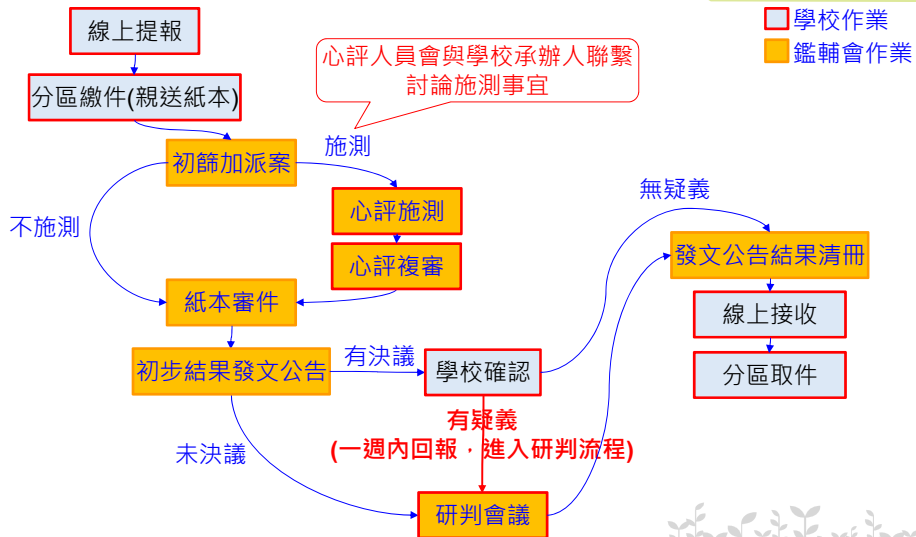 學校作業
鑑輔會作業
線上提報
分區繳件(親送紙本)
心評人員會與學校承辦人聯繫
討論施測事宜
初篩加派案
施測
不施測
心評施測
心評複審
紙本審件
初步結果發文公告
有決議
未決議
學校確認
無疑義
有疑義
(一週內回報，進入研判流程)
研判會議
發文公告結果清冊
線上接收
分區取件